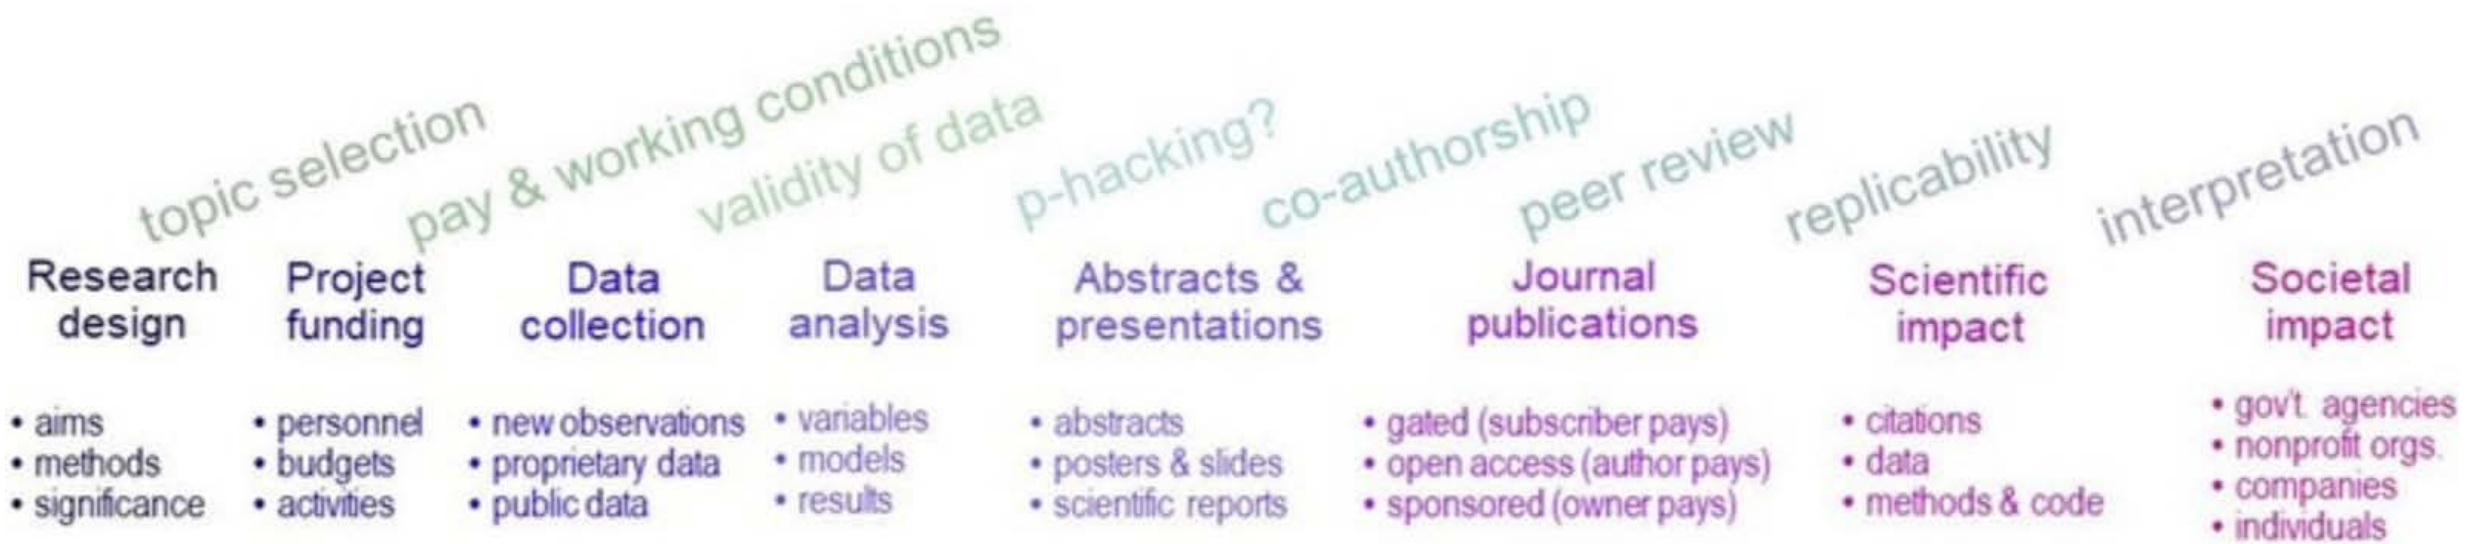 topic selection
pay & working conditions
validity of data
p-hacking?
co-authorship
peer review
replicability
interpretation
Research
design
• aims
• methods
• significance
Project
funding
• personnel
• budgets
• activities
Data
collection
• new observations
• proprietary data
• public data
Data
analysis
• variables
• models
• results
Abstracts &
presentations
• abstracts
• posters & slides
• scientific reports
Journal
publications
• gated (subscriber pays)
• open access (author pays)
• sponsored (owner pays)
Scientific
impact
• citations
• data
• methods & code
Societal
impact
• gov't. agencies
• nonprofit orgs.
• companies
• individuals